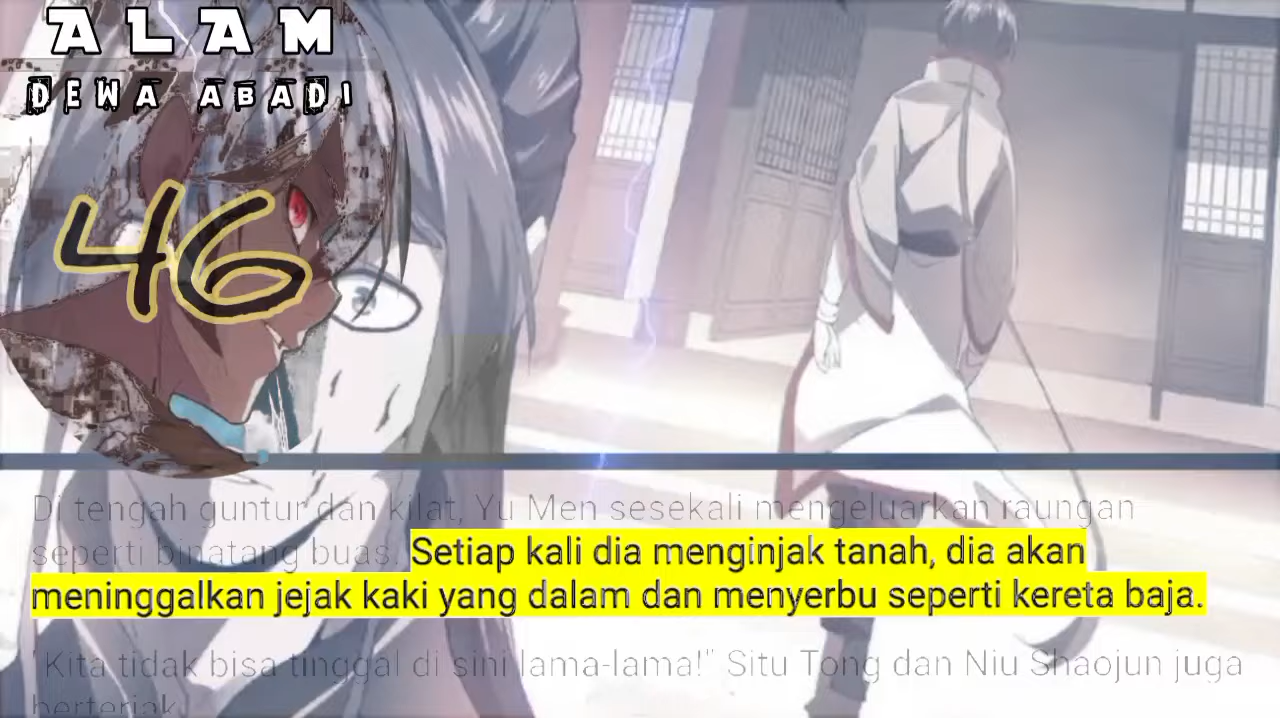 ALAM
DEWA ABADI
46
Di tengah guntur dan kilat, Yu Men sesekali mengeluarkan raungan
seperti binatang buas. Setiap kali dia menginjak tanah, dia akan
meninggalkan jejak kaki yang dalam dan menyerbu seperti kereta baja.
"Kita tidak bisa tinggal di sini lama-lama!" Situ Tong dan Niu Shaojun juga
berteriak.